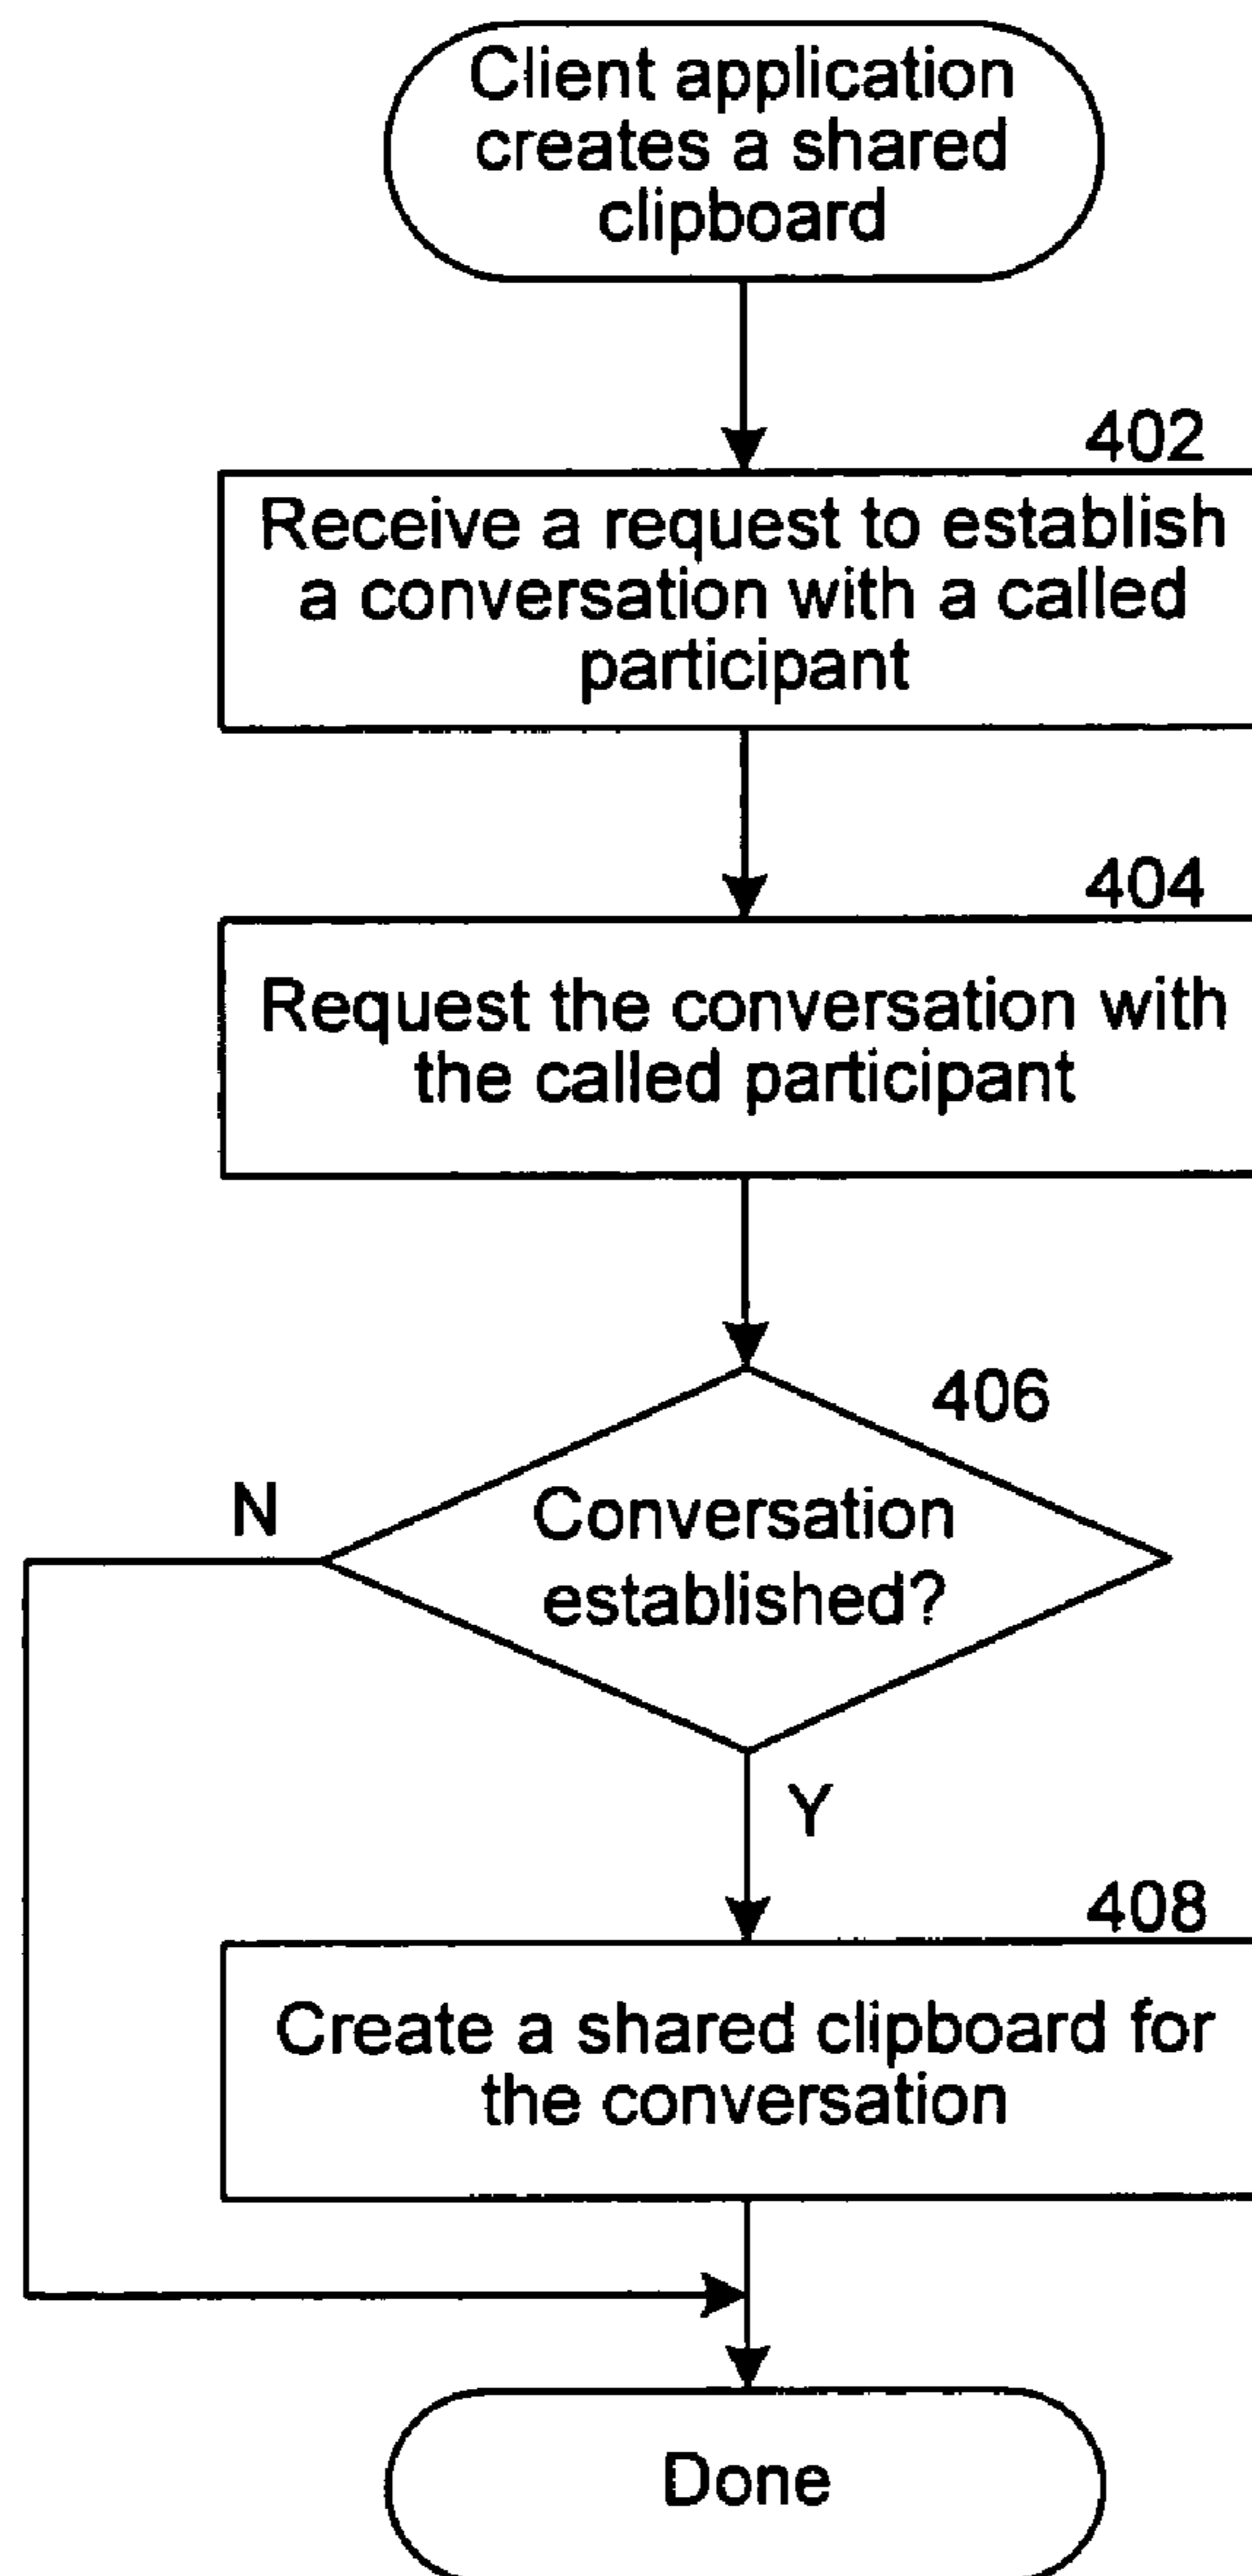 Client application
creates a shared
clipboard
402
Receive a request to establish
a conversation with a called
participant
404
Request the conversation with
the called participant
406
N
Conversation
established?
Y
408
Create a shared clipboard for
the conversation
Done